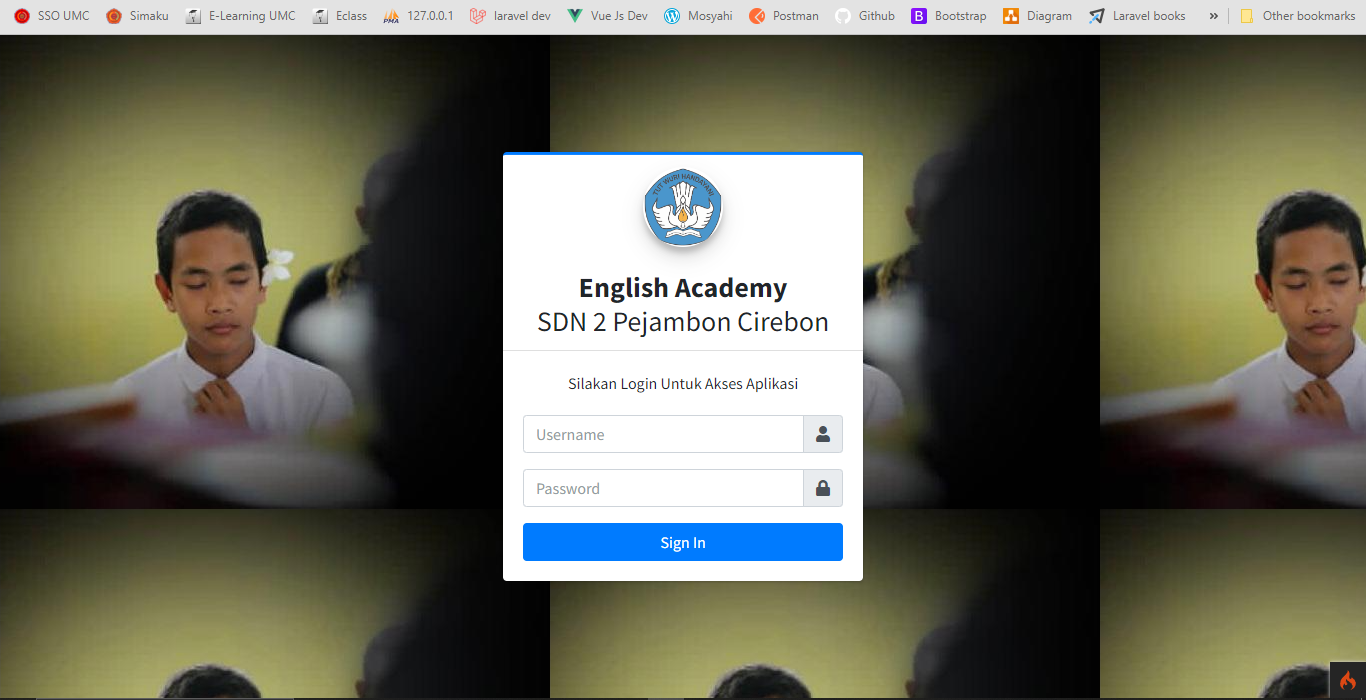 SSO UMC Simaku E-Learning UMC Eclass 127.0.0.1 laravel dev Vue Js Dev Mosyahi Postman Github Bootstrap Diagram Laravel books » Other bookmarks
TUT WURI HANDAYANI
English Academy
SDN 2 Pejambon Cirebon
Silakan Login Untuk Akses Aplikasi
Username
Password
Sign In